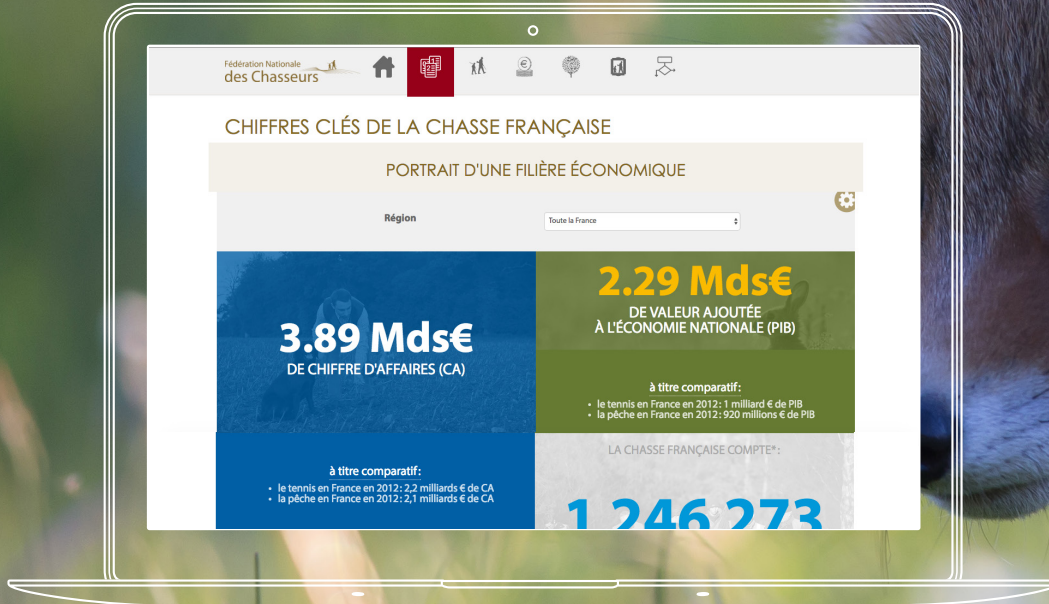 Fédération Nationale
des Chasseurs
CHIFFRES CLÉS DE LA CHASSE FRANÇAISE
PORTRAIT D'UNE FILIÈRE ÉCONOMIQUE
Région
Toute la France
3.89 Mds€
DE CHIFFRE D'AFFAIRES (CA)
2.29 Mds€
DE VALEUR AJOUTÉE
À L'ÉCONOMIE NATIONALE (PIB)
à titre comparatif :
• le tennis en France en 2012 : 1 milliard € de PIB
• la pêche en France en 2012 : 920 millions € de PIB
à titre comparatif :
• le tennis en France en 2012 : 2,2 milliards € de CA
• la pêche en France en 2012 : 2,1 milliards € de CA
LA CHASSE FRANÇAISE COMPTE* :
1 246 273